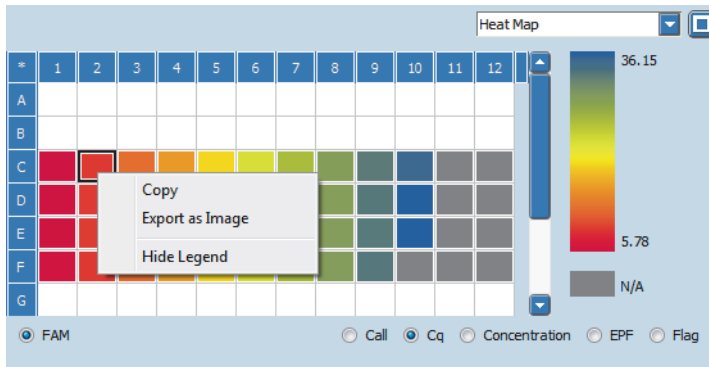 Heat Map
* 1 2 3 4 5 6 7 8 9 10 11 12
36.15
A
B
C
D
Copy
Export as Image
E
5.78
Hide Legend
F
N/A
G
FAM Call Cq Concentration EPF Flag